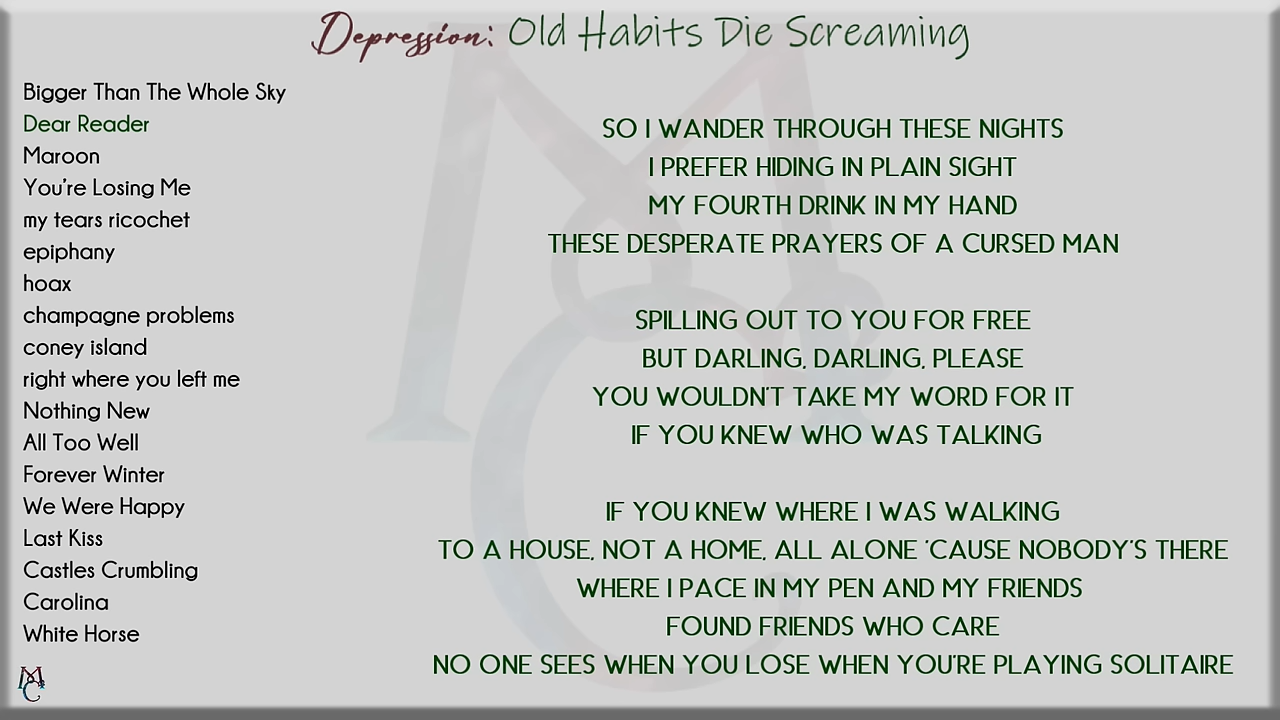 Depression: Old Habits Die Screaming
Bigger Than The Whole Sky
Dear Reader
Maroon
You're Losing Me
my tears ricochet
epiphany
hoax
champagne problems
coney island
right where you left me
Nothing New
All Too Well
Forever Winter
We Were Happy
Last Kiss
Castles Crumbling
Carolina
White Horse
MC
SO I WANDER THROUGH THESE NIGHTS
I PREFER HIDING IN PLAIN SIGHT
MY FOURTH DRINK IN MY HAND
THESE DESPERATE PRAYERS OF A CURSED MAN
SPILLING OUT TO YOU FOR FREE
BUT DARLING, DARLING, PLEASE
YOU WOULDN'T TAKE MY WORD FOR IT
IF YOU KNEW WHO WAS TALKING
IF YOU KNEW WHERE I WAS WALKING
TO A HOUSE, NOT A HOME, ALL ALONE 'CAUSE NOBODY'S THERE
WHERE I PACE IN MY PEN AND MY FRIENDS
FOUND FRIENDS WHO CARE
NO ONE SEES WHEN YOU LOSE WHEN YOU'RE PLAYING SOLITAIRE